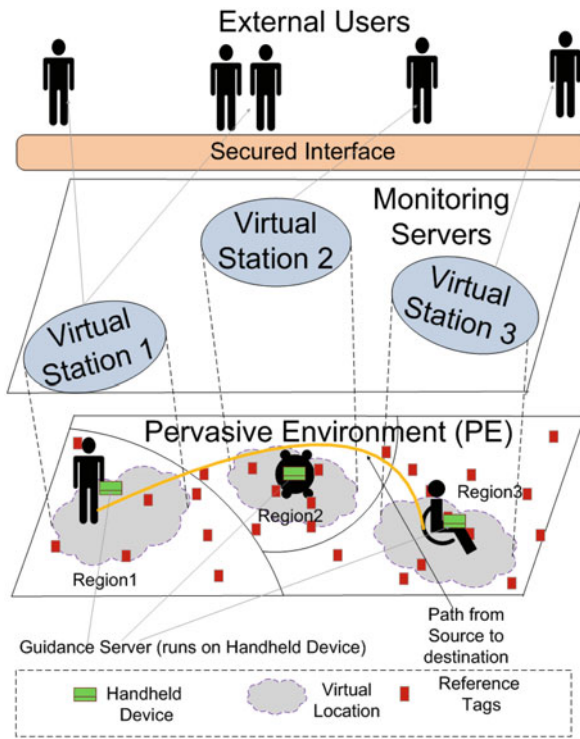 External Users
Secured Interface
Monitoring
Servers
Virtual
Station 2
Virtual
Station 3
Virtual
Station 1
Pervasive Environment (PE)
Region3
Region2
Region1
Path from
Source to
destination
Guidance Server (runs on Handheld Device)
Handheld
Device
Virtual
Location
Reference
Tags